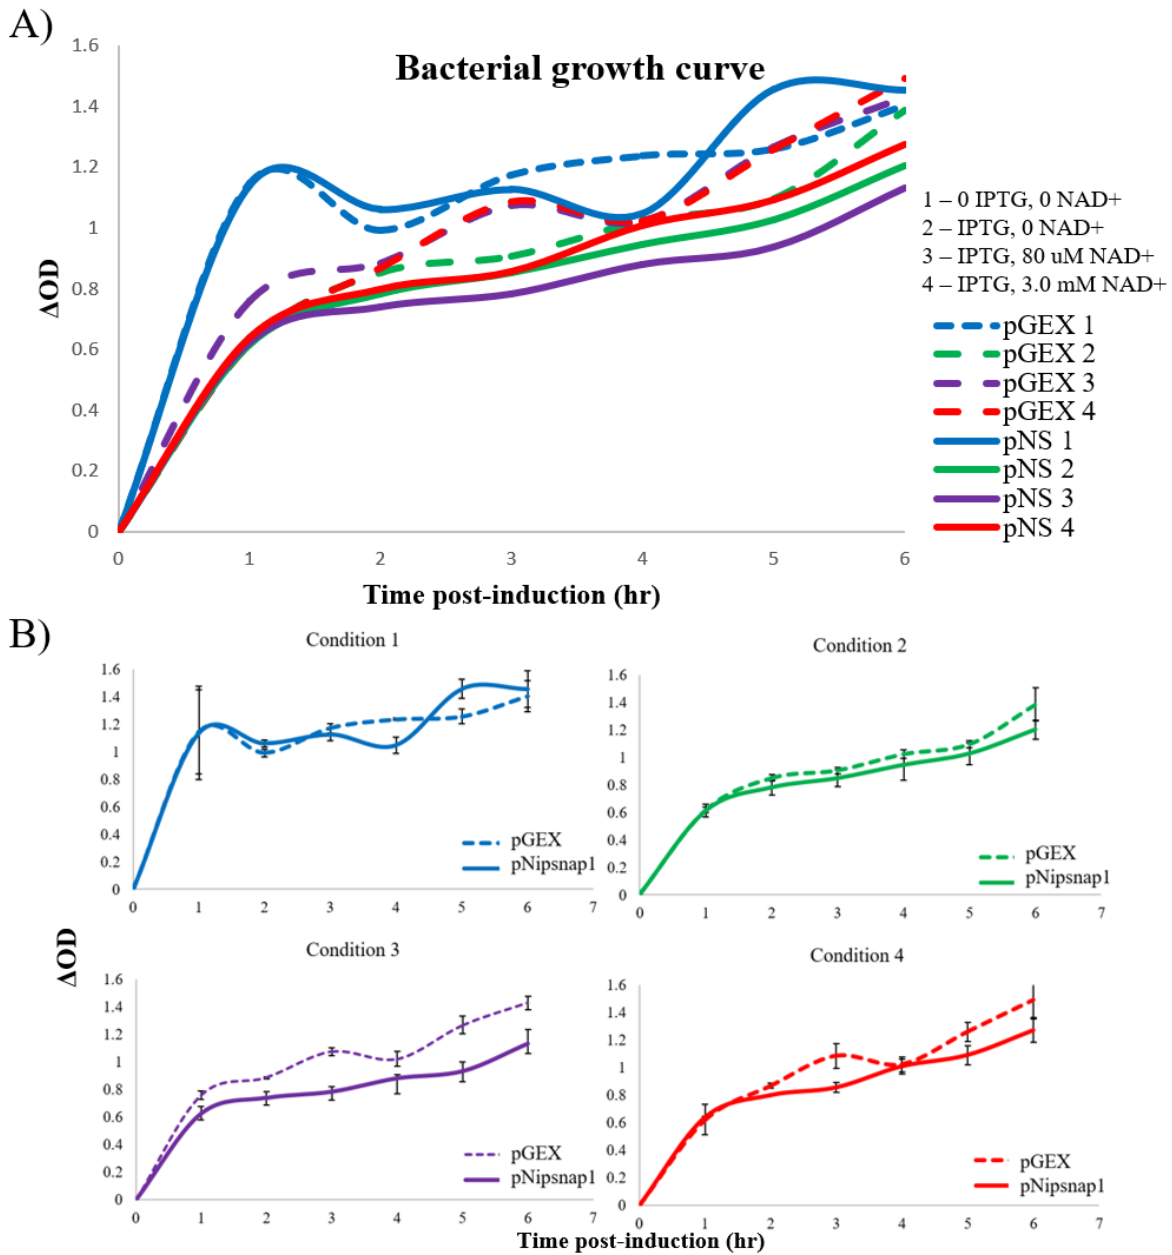 A)
Bacterial growth curve
1.6
1.4
1.2
1
0.8
0.6
0.4
0.2
0
ΔOD
0 1 2 3 4 5 6
Time post-induction (hr)
1 – 0 IPTG, 0 NAD+
2 – IPTG, 0 NAD+
3 – IPTG, 80 uM NAD+
4 – IPTG, 3.0 mM NAD+
pGEX 1
pGEX 2
pGEX 3
pGEX 4
pNS 1
pNS 2
pNS 3
pNS 4
B)
Condition 1
1.6
1.4
1.2
1
0.8
0.6
0.4
0.2
0
0 1 2 3 4 5 6 7
pGEX
pNipsnap1
Condition 2
1.6
1.4
1.2
1
0.8
0.6
0.4
0.2
0
0 1 2 3 4 5 6 7
pGEX
pNipsnap1
ΔOD
Condition 3
1.6
1.4
1.2
1
0.8
0.6
0.4
0.2
0
0 1 2 3 4 5 6 7
pGEX
pNipsnap1
Condition 4
1.6
1.4
1.2
1
0.8
0.6
0.4
0.2
0
0 1 2 3 4 5 6 7
pGEX
pNipsnap1
Time post-induction (hr)